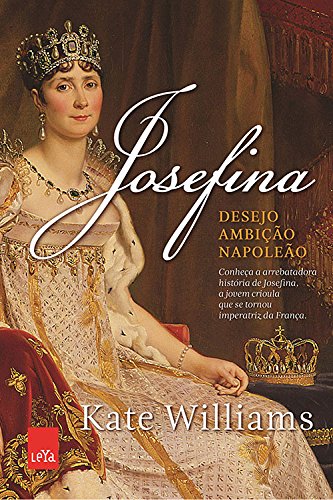 Josefina
DESEJO
AMBIÇÃO
NAPOLEÃO
Conheça a arrebatadora
história de Josefina,
a jovem crioula
que se tornou
imperatriz da França.
Kate Williams
LeYa